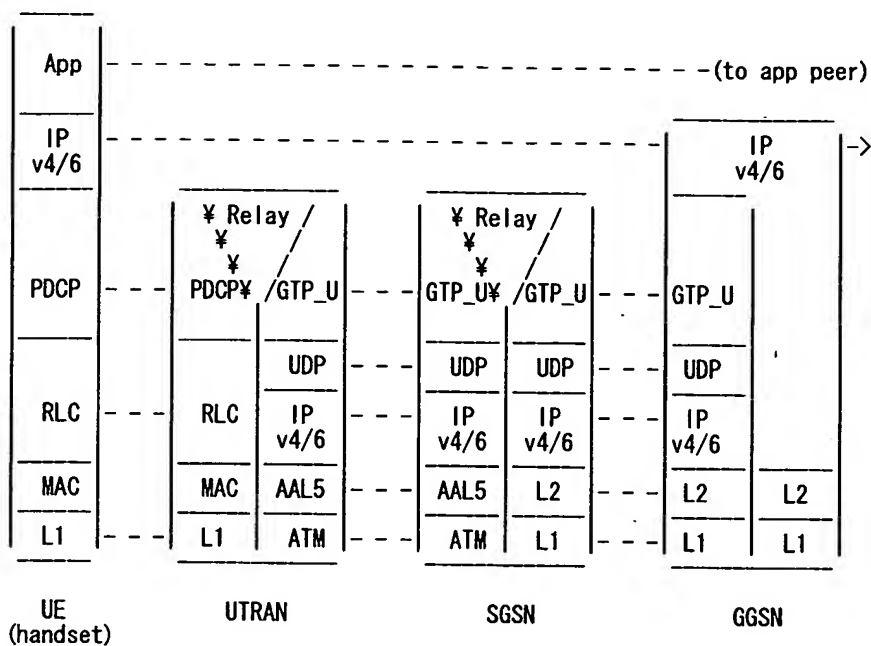 App (to app peer)
IP IP
v4/6 v4/6
¥ Relay / ¥ Relay /
¥ / ¥ /
¥ / ¥ /
PDCP PDCP¥ /GTP_U GTP_U¥ /GTP_U GTP_U
UDP UDP UDP UDP
RLC RLC IP IP IP IP
v4/6 v4/6 v4/6 v4/6
MAC MAC AAL5 AAL5 L2 L2 L2
L1 L1 ATM ATM L1 L1 L1
UE UTRAN SGSN GGSN
(handset)